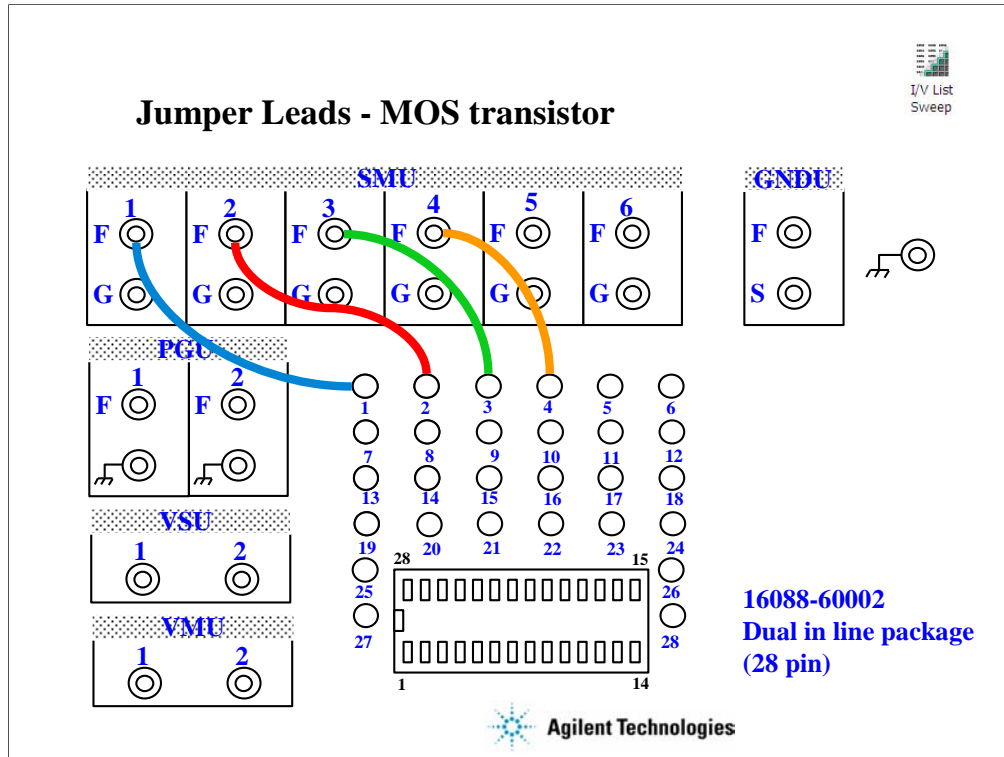 I/V List
Sweep
Jumper Leads - MOS transistor
SMU
GNDU
1 2 3 4 5 6
F F F F F F F
G G G G G G S
PGU
1 2
F F
1 2 3 4 5 6
7 8 9 10 11 12
13 14 15 16 17 18
VSU
1 2
19 20 21 22 23 24
28 15
25 26
27 28
16088-60002
Dual in line package
(28 pin)
VMU
1 2
1 14
Agilent Technologies